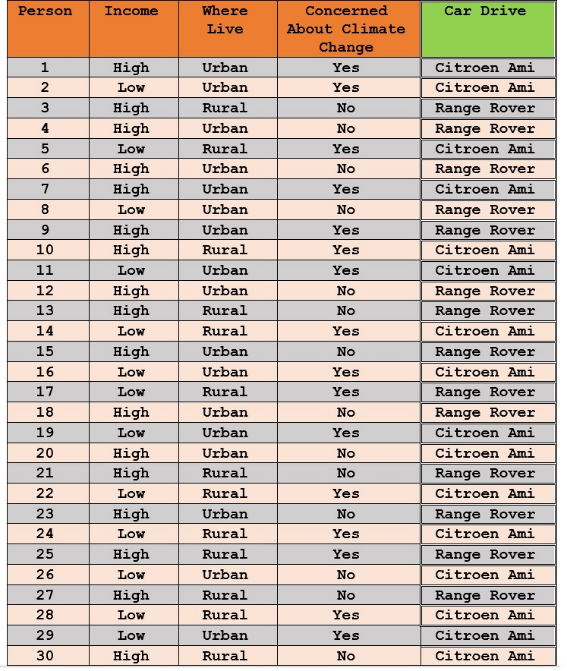 Person Income Where Live Concerned About Climate Change Car Drive
1 High Urban Yes Citroen Ami
2 Low Urban Yes Citroen Ami
3 High Rural No Range Rover
4 High Urban No Range Rover
5 Low Rural Yes Citroen Ami
6 High Urban No Range Rover
7 High Urban Yes Citroen Ami
8 Low Urban No Range Rover
9 High Urban Yes Range Rover
10 High Rural Yes Citroen Ami
11 Low Urban Yes Citroen Ami
12 High Urban No Range Rover
13 High Rural No Range Rover
14 Low Rural Yes Citroen Ami
15 High Urban No Range Rover
16 Low Urban Yes Citroen Ami
17 Low Rural Yes Range Rover
18 High Urban No Range Rover
19 Low Urban Yes Citroen Ami
20 High Urban No Citroen Ami
21 High Rural No Range Rover
22 Low Rural Yes Citroen Ami
23 High Urban No Range Rover
24 Low Rural Yes Citroen Ami
25 High Rural Yes Range Rover
26 Low Urban No Citroen Ami
27 High Rural No Range Rover
28 Low Rural Yes Citroen Ami
29 Low Urban Yes Citroen Ami
30 High Rural No Citroen Ami